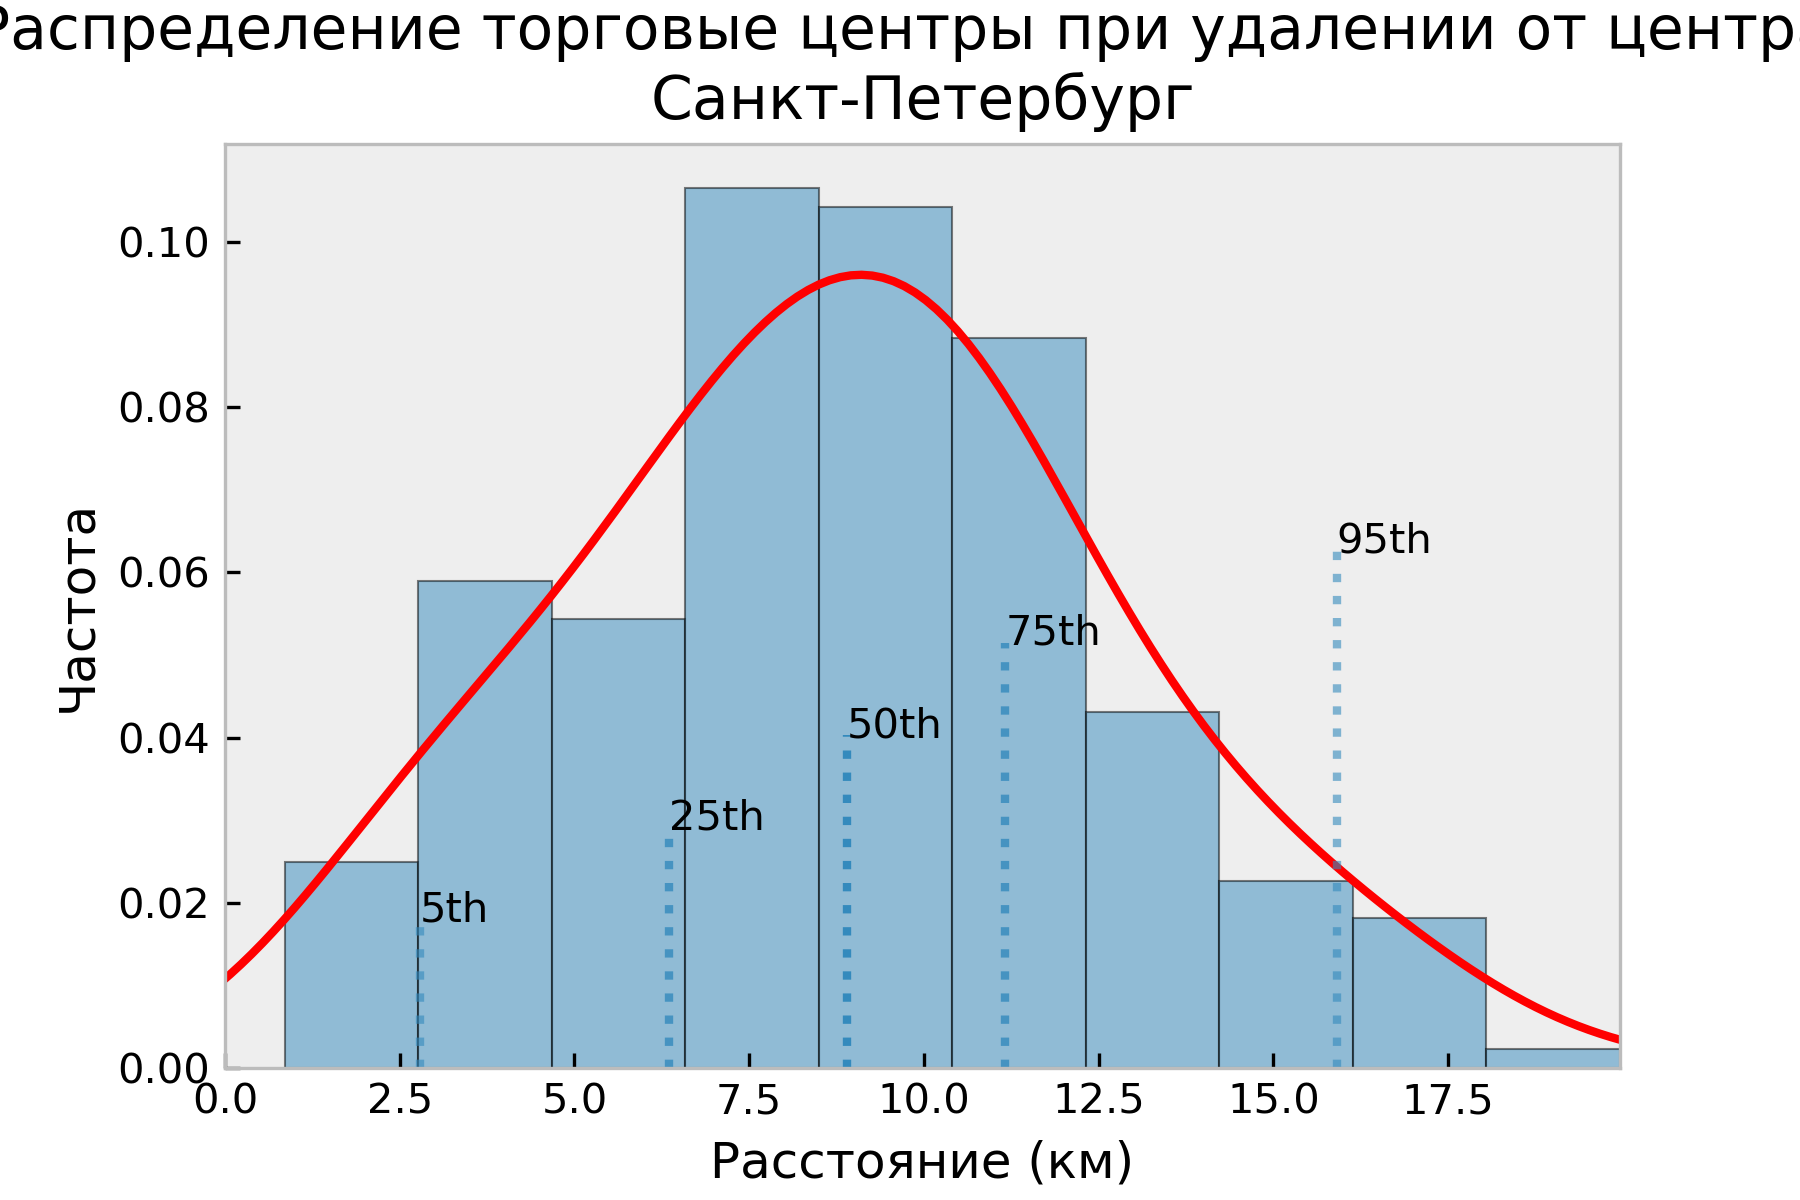 Распределение торговые центры при удалении от центра
Санкт-Петербург
Частота
0.10
0.08
0.06
0.04
0.02
0.00
95th
75th
50th
25th
5th
0.0 2.5 5.0 7.5 10.0 12.5 15.0 17.5
Расстояние (км)